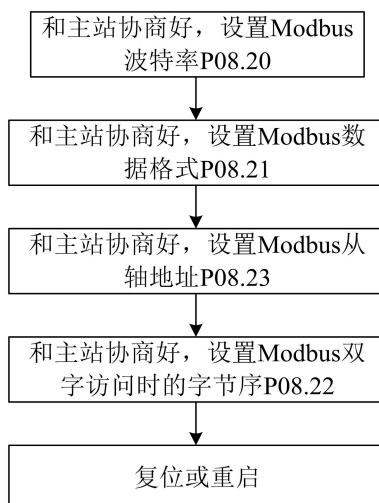 和主站协商好，设置Modbus
波特率P08.20
和主站协商好，设置Modbus数
据格式P08.21
和主站协商好，设置Modbus从
轴地址P08.23
和主站协商好，设置Modbus双
字访问时的字节序P08.22
复位或重启